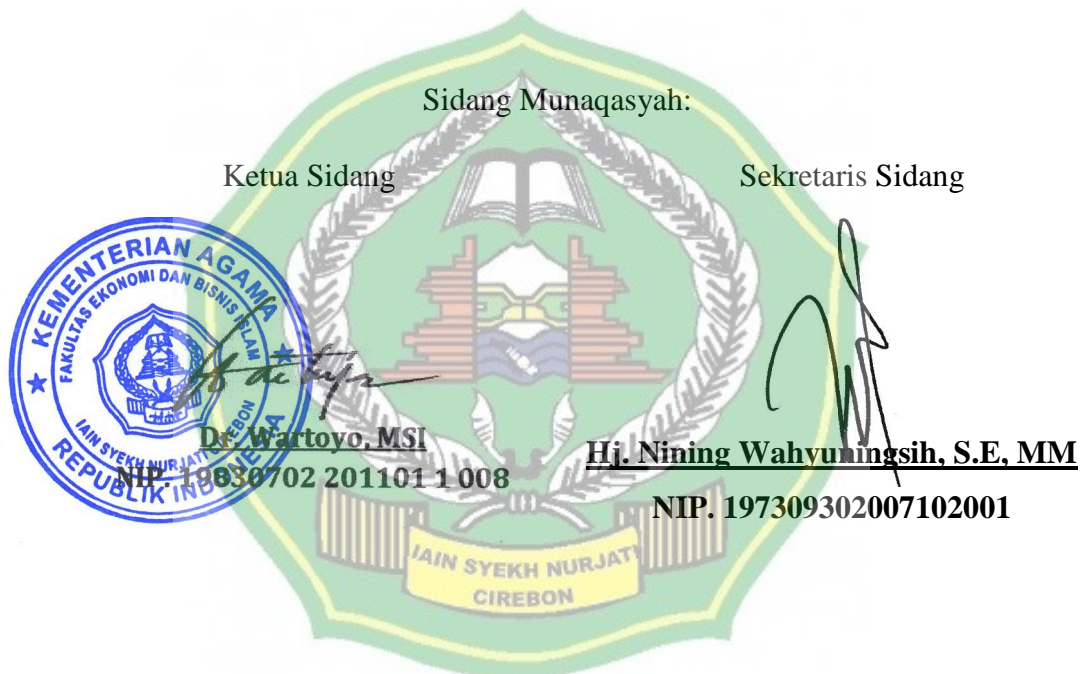 Sidang Munaqasyah:
Ketua Sidang
Sekretaris Sidang
KEMENTERIAN AGAMA
FAKULTAS EKONOMI DAN BISNIS ISLAM
IAIN SYEKH NURJATI CIREBON
REPUBLIK INDONESIA
Dr. Wartoyo, MSI
NIP. 19830702 201101 1 008
Hj. Nining Wahyuningsih, S.E, MM
NIP. 197309302007102001
IAIN SYEKH NURJATI
CIREBON